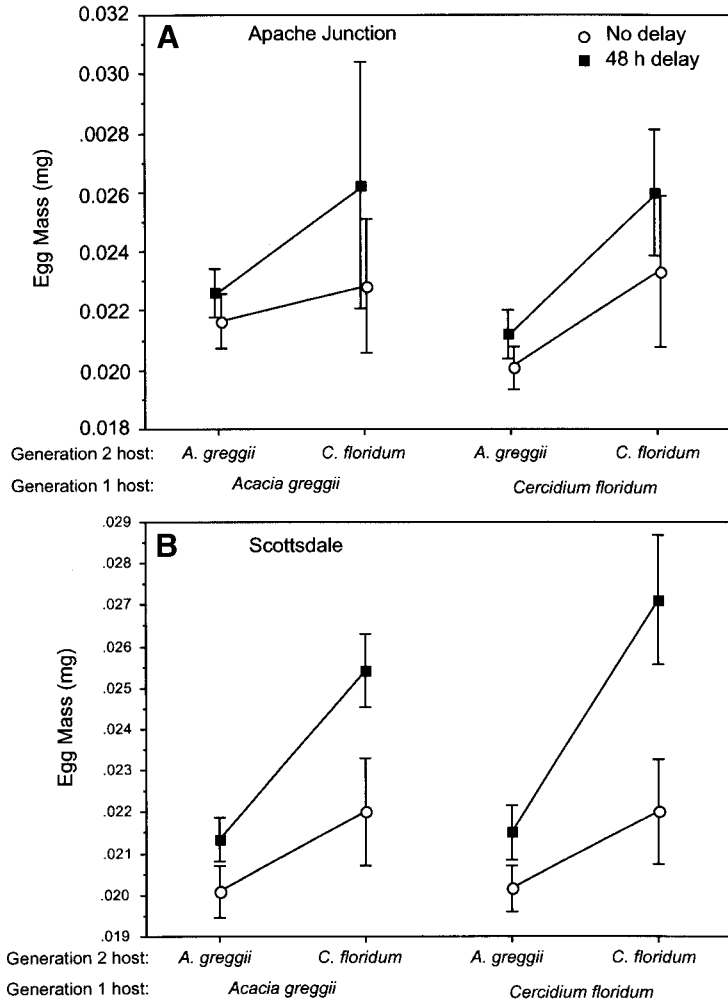 A
Apache Junction
No delay
48 h delay
Egg Mass (mg)
0.032
0.030
.0028
0.026
0.024
0.022
0.020
0.018
Generation 2 host: A. greggii C. floridum A. greggii C. floridum
Generation 1 host: Acacia greggii Cercidium floridum
B
Scottsdale
Egg Mass (mg)
.029
.028
.027
.026
.025
.024
.023
.022
.021
.020
.019
Generation 2 host: A. greggii C. floridum A. greggii C. floridum
Generation 1 host: Acacia greggii Cercidium floridum